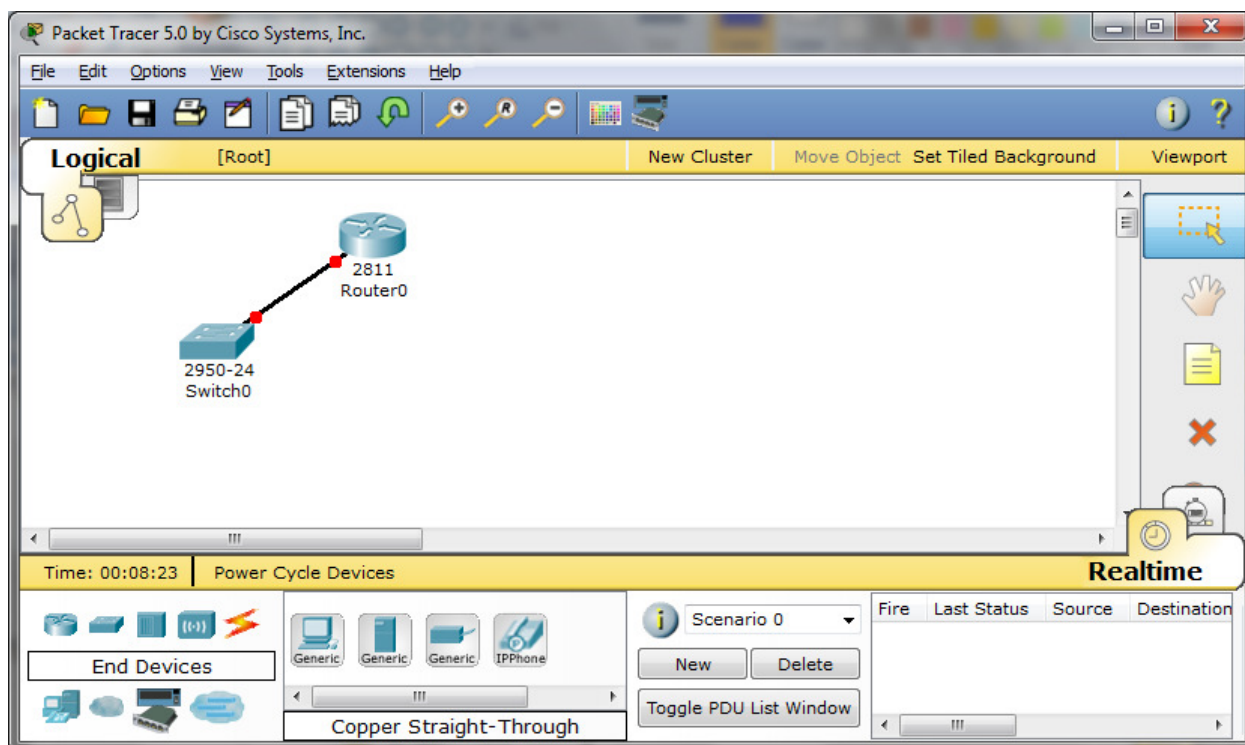 Packet Tracer 5.0 by Cisco Systems, Inc.
File Edit Options View Tools Extensions Help
Logical [Root] New Cluster Move Object Set Tiled Background Viewport
2811
Router0
2950-24
Switch0
Time: 00:08:23 Power Cycle Devices Realtime
End Devices
Generic Generic Generic IPPhone
Copper Straight-Through
Scenario 0
New Delete
Toggle PDU List Window
Fire Last Status Source Destination